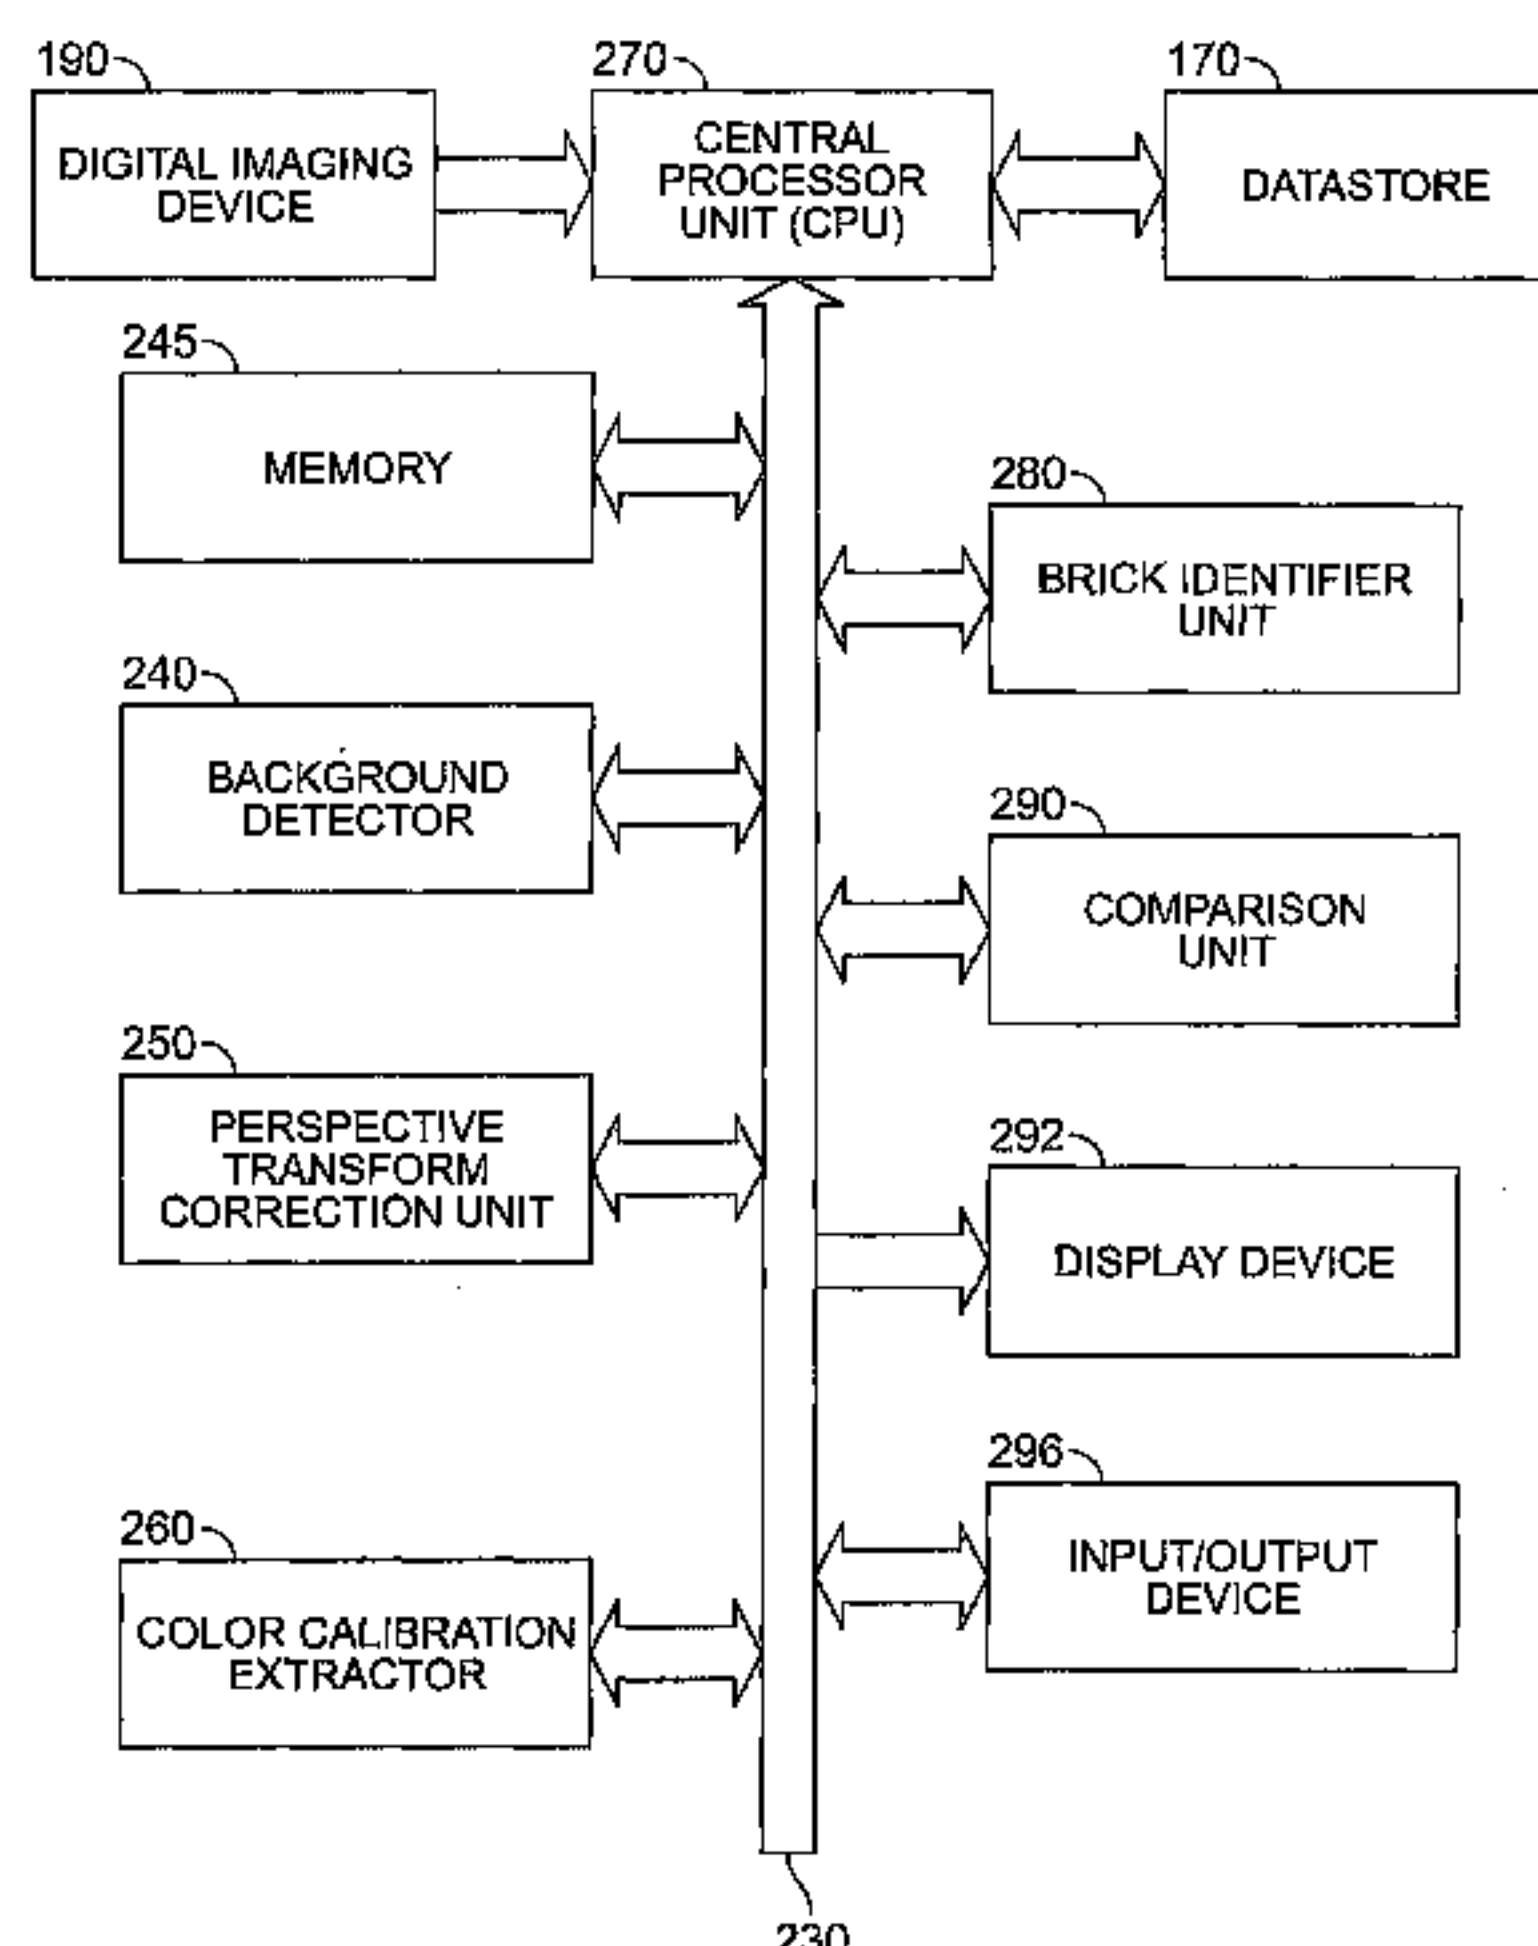 190
DIGITAL IMAGING
DEVICE
270
CENTRAL
PROCESSOR
UNIT (CPU)
170
DATASTORE
245
MEMORY
280
BRICK IDENTIFIER
UNIT
240
BACKGROUND
DETECTOR
290
COMPARISON
UNIT
250
PERSPECTIVE
TRANSFORM
CORRECTION UNIT
292
DISPLAY DEVICE
296
INPUT/OUTPUT
DEVICE
260
COLOR CALIBRATION
EXTRACTOR
230